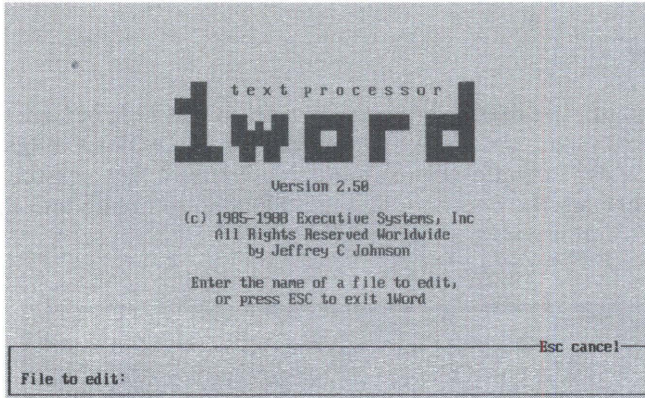 text processor
1word
Version 2.50
(c) 1985-1988 Executive Systems, Inc
All Rights Reserved Worldwide
by Jeffrey C Johnson
Enter the name of a file to edit,
or press ESC to exit 1Word
Esc cancel
File to edit: